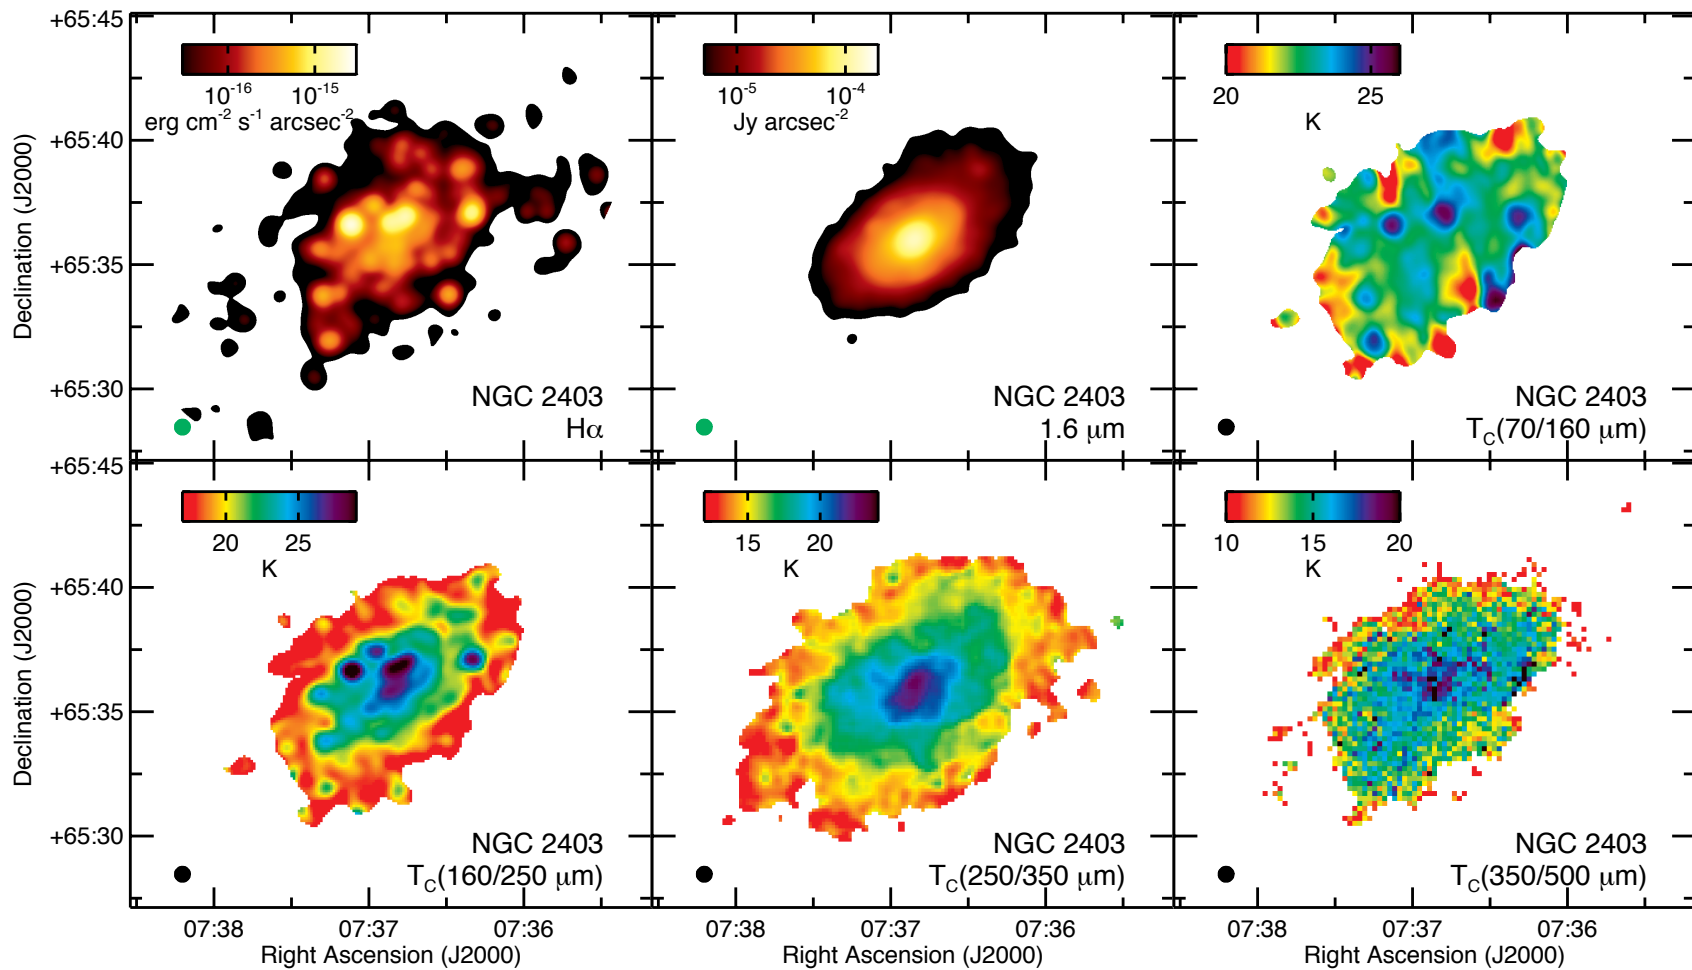 +65:45
+65:40
+65:35
+65:30
Declination (J2000)
10⁻¹⁶ 10⁻¹⁵
erg cm⁻² s⁻¹ arcsec⁻²
NGC 2403
Hα
10⁻⁵ 10⁻⁴
Jy arcsec⁻²
NGC 2403
1.6 μm
20 25
K
NGC 2403
T_C(70/160 μm)
+65:45
+65:40
+65:35
+65:30
Declination (J2000)
20 25
K
NGC 2403
T_C(160/250 μm)
07:38 07:37 07:36
Right Ascension (J2000)
15 20
K
NGC 2403
T_C(250/350 μm)
07:38 07:37 07:36
Right Ascension (J2000)
10 15 20
K
NGC 2403
T_C(350/500 μm)
07:38 07:37 07:36
Right Ascension (J2000)